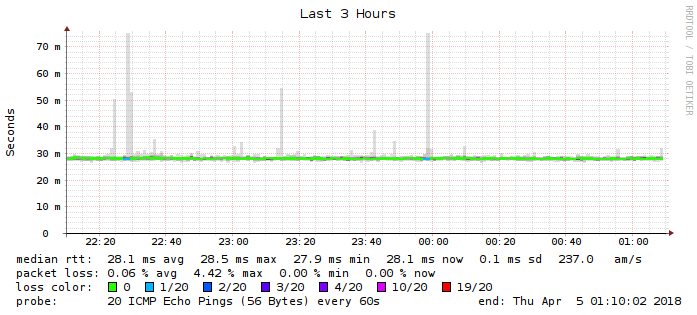 Last 3 Hours
RRDTOOL / TOBI OETIKER
Seconds
70 m
60 m
50 m
40 m
30 m
20 m
10 m
0
22:20 22:40 23:00 23:20 23:40 00:00 00:20 00:40 01:00
median rtt: 28.1 ms avg 28.5 ms max 27.9 ms min 28.1 ms now 0.1 ms sd 237.0 am/s
packet loss: 0.06 % avg 4.42 % max 0.00 % min 0.00 % now
loss color: 0 1/20 2/20 3/20 4/20 10/20 19/20
probe: 20 ICMP Echo Pings (56 Bytes) every 60s end: Thu Apr 5 01:10:02 2018